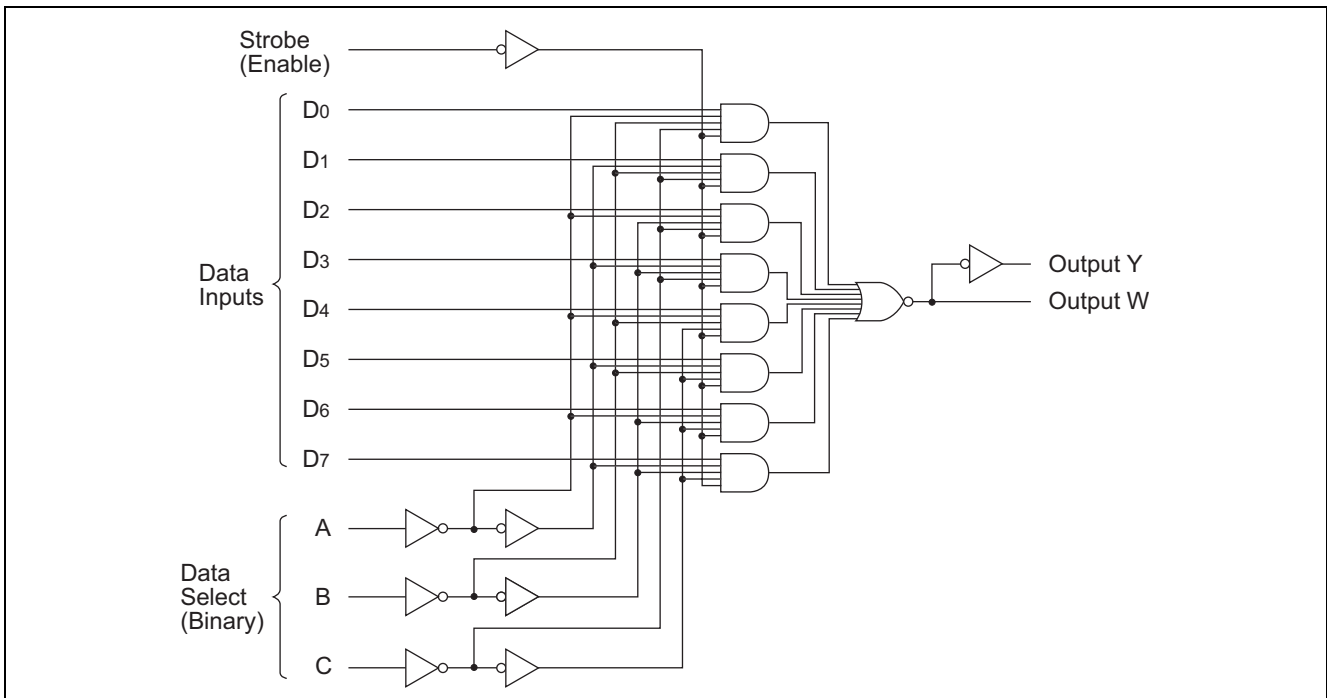 Strobe
(Enable)
D0
D1
D2
D3
D4
D5
D6
D7
Data
Inputs
Output Y
Output W
A
B
C
Data
Select
(Binary)